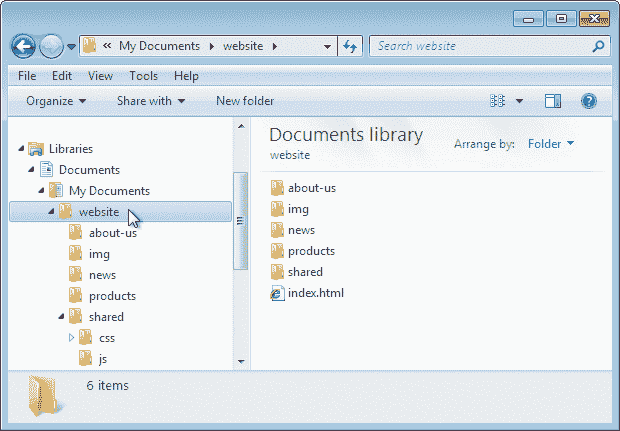 « My Documents website Search website
File Edit View Tools Help
Organize Share with New folder
Libraries
Documents
My Documents
website
about-us
img
news
products
shared
css
js
Documents library
website
Arrange by: Folder
about-us
img
news
products
shared
index.html
6 items